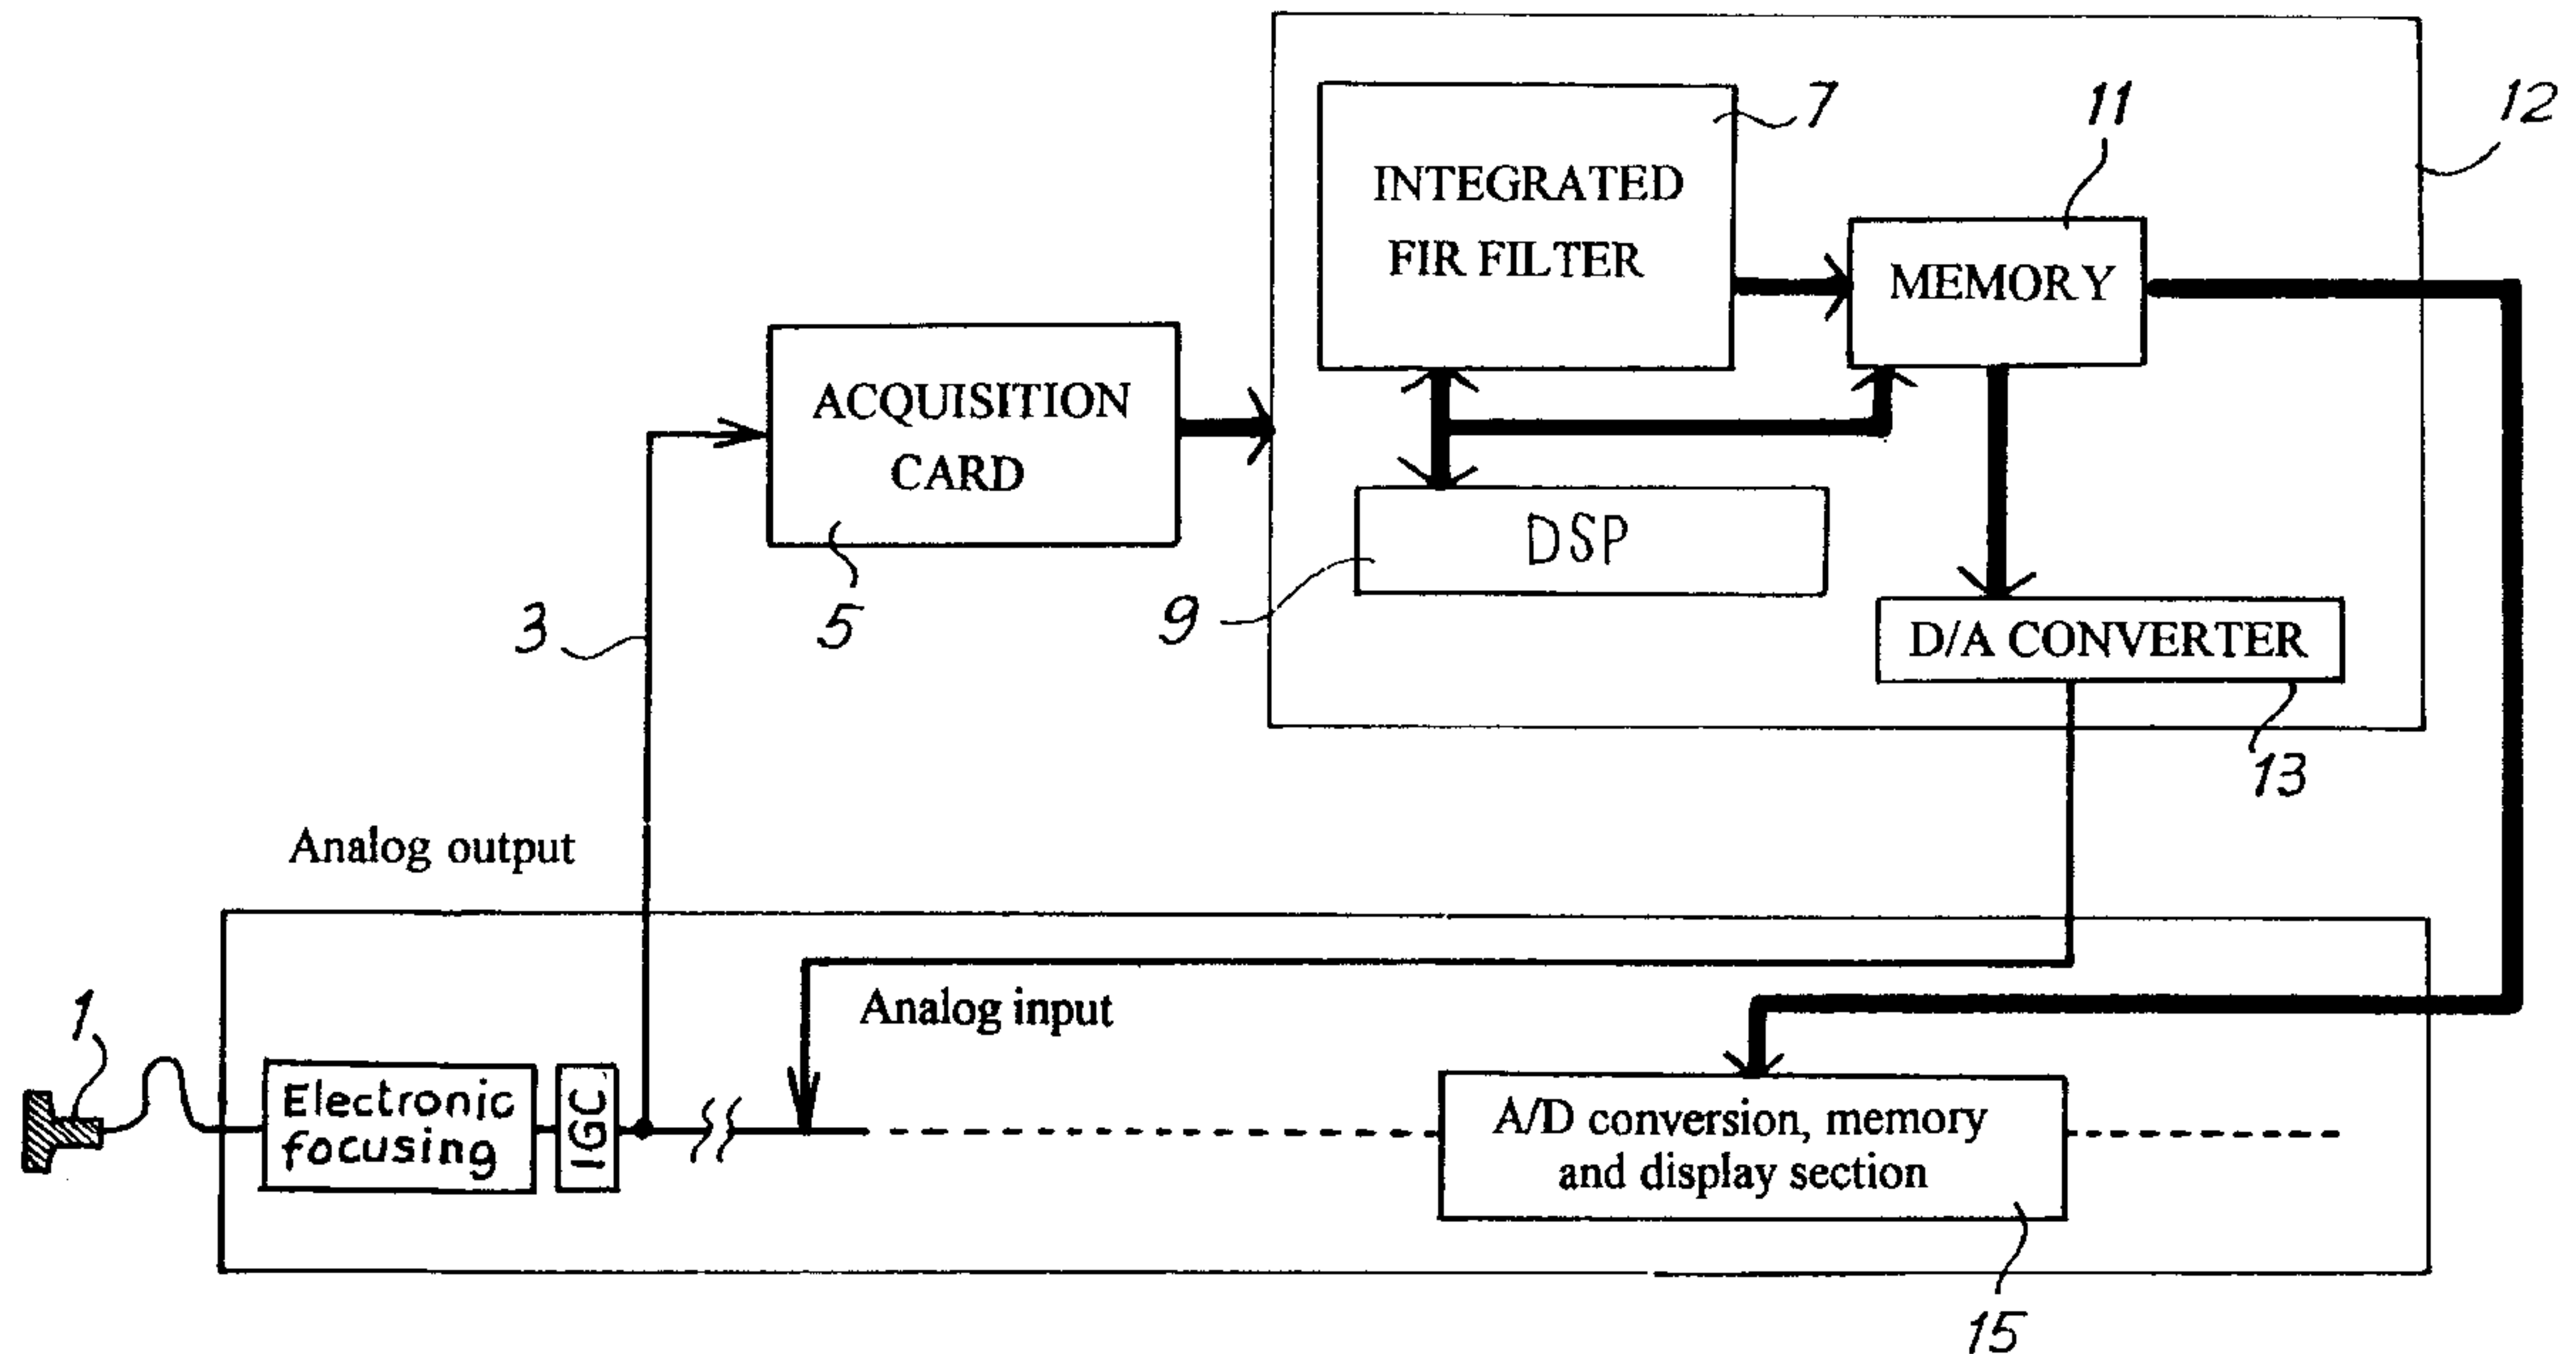 7
11
12
INTEGRATED
FIR FILTER
MEMORY
ACQUISITION
CARD
DSP
3
5
9
D/A CONVERTER
13
Analog output
Analog input
1
Electronic
focusing
IGC
A/D conversion, memory
and display section
15